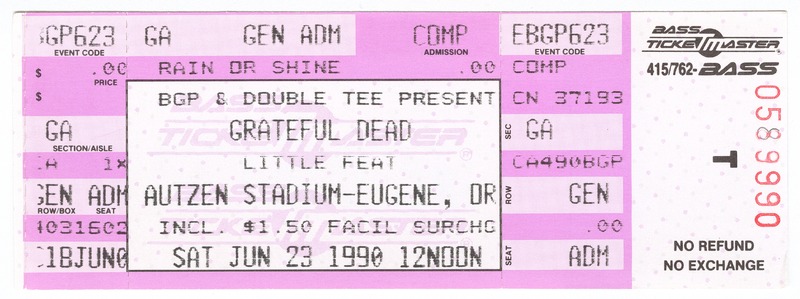 GP623 GA GEN ADM COMP EBGP623
EVENT CODE ADMISSION EVENT CODE
$ .00 RAIN OR SHINE .00 COMP
PRICE
$ BGP & DOUBLE TEE PRESENT CN 37193
GA GRATEFUL DEAD SEC GA
SECTION/AISLE
1× LITTLE FEAT CA490BGP
GEN ADM AUTZEN STADIUM-EUGENE, OR ROW GEN
ROW/BOX SEAT
INCL. $1.50 FACIL SURCHG .00
SAT JUN 23 1990 12NOON SEAT ADM
BASS
TICKETMASTER
415/762-BASS
T
0589990
NO REFUND
NO EXCHANGE